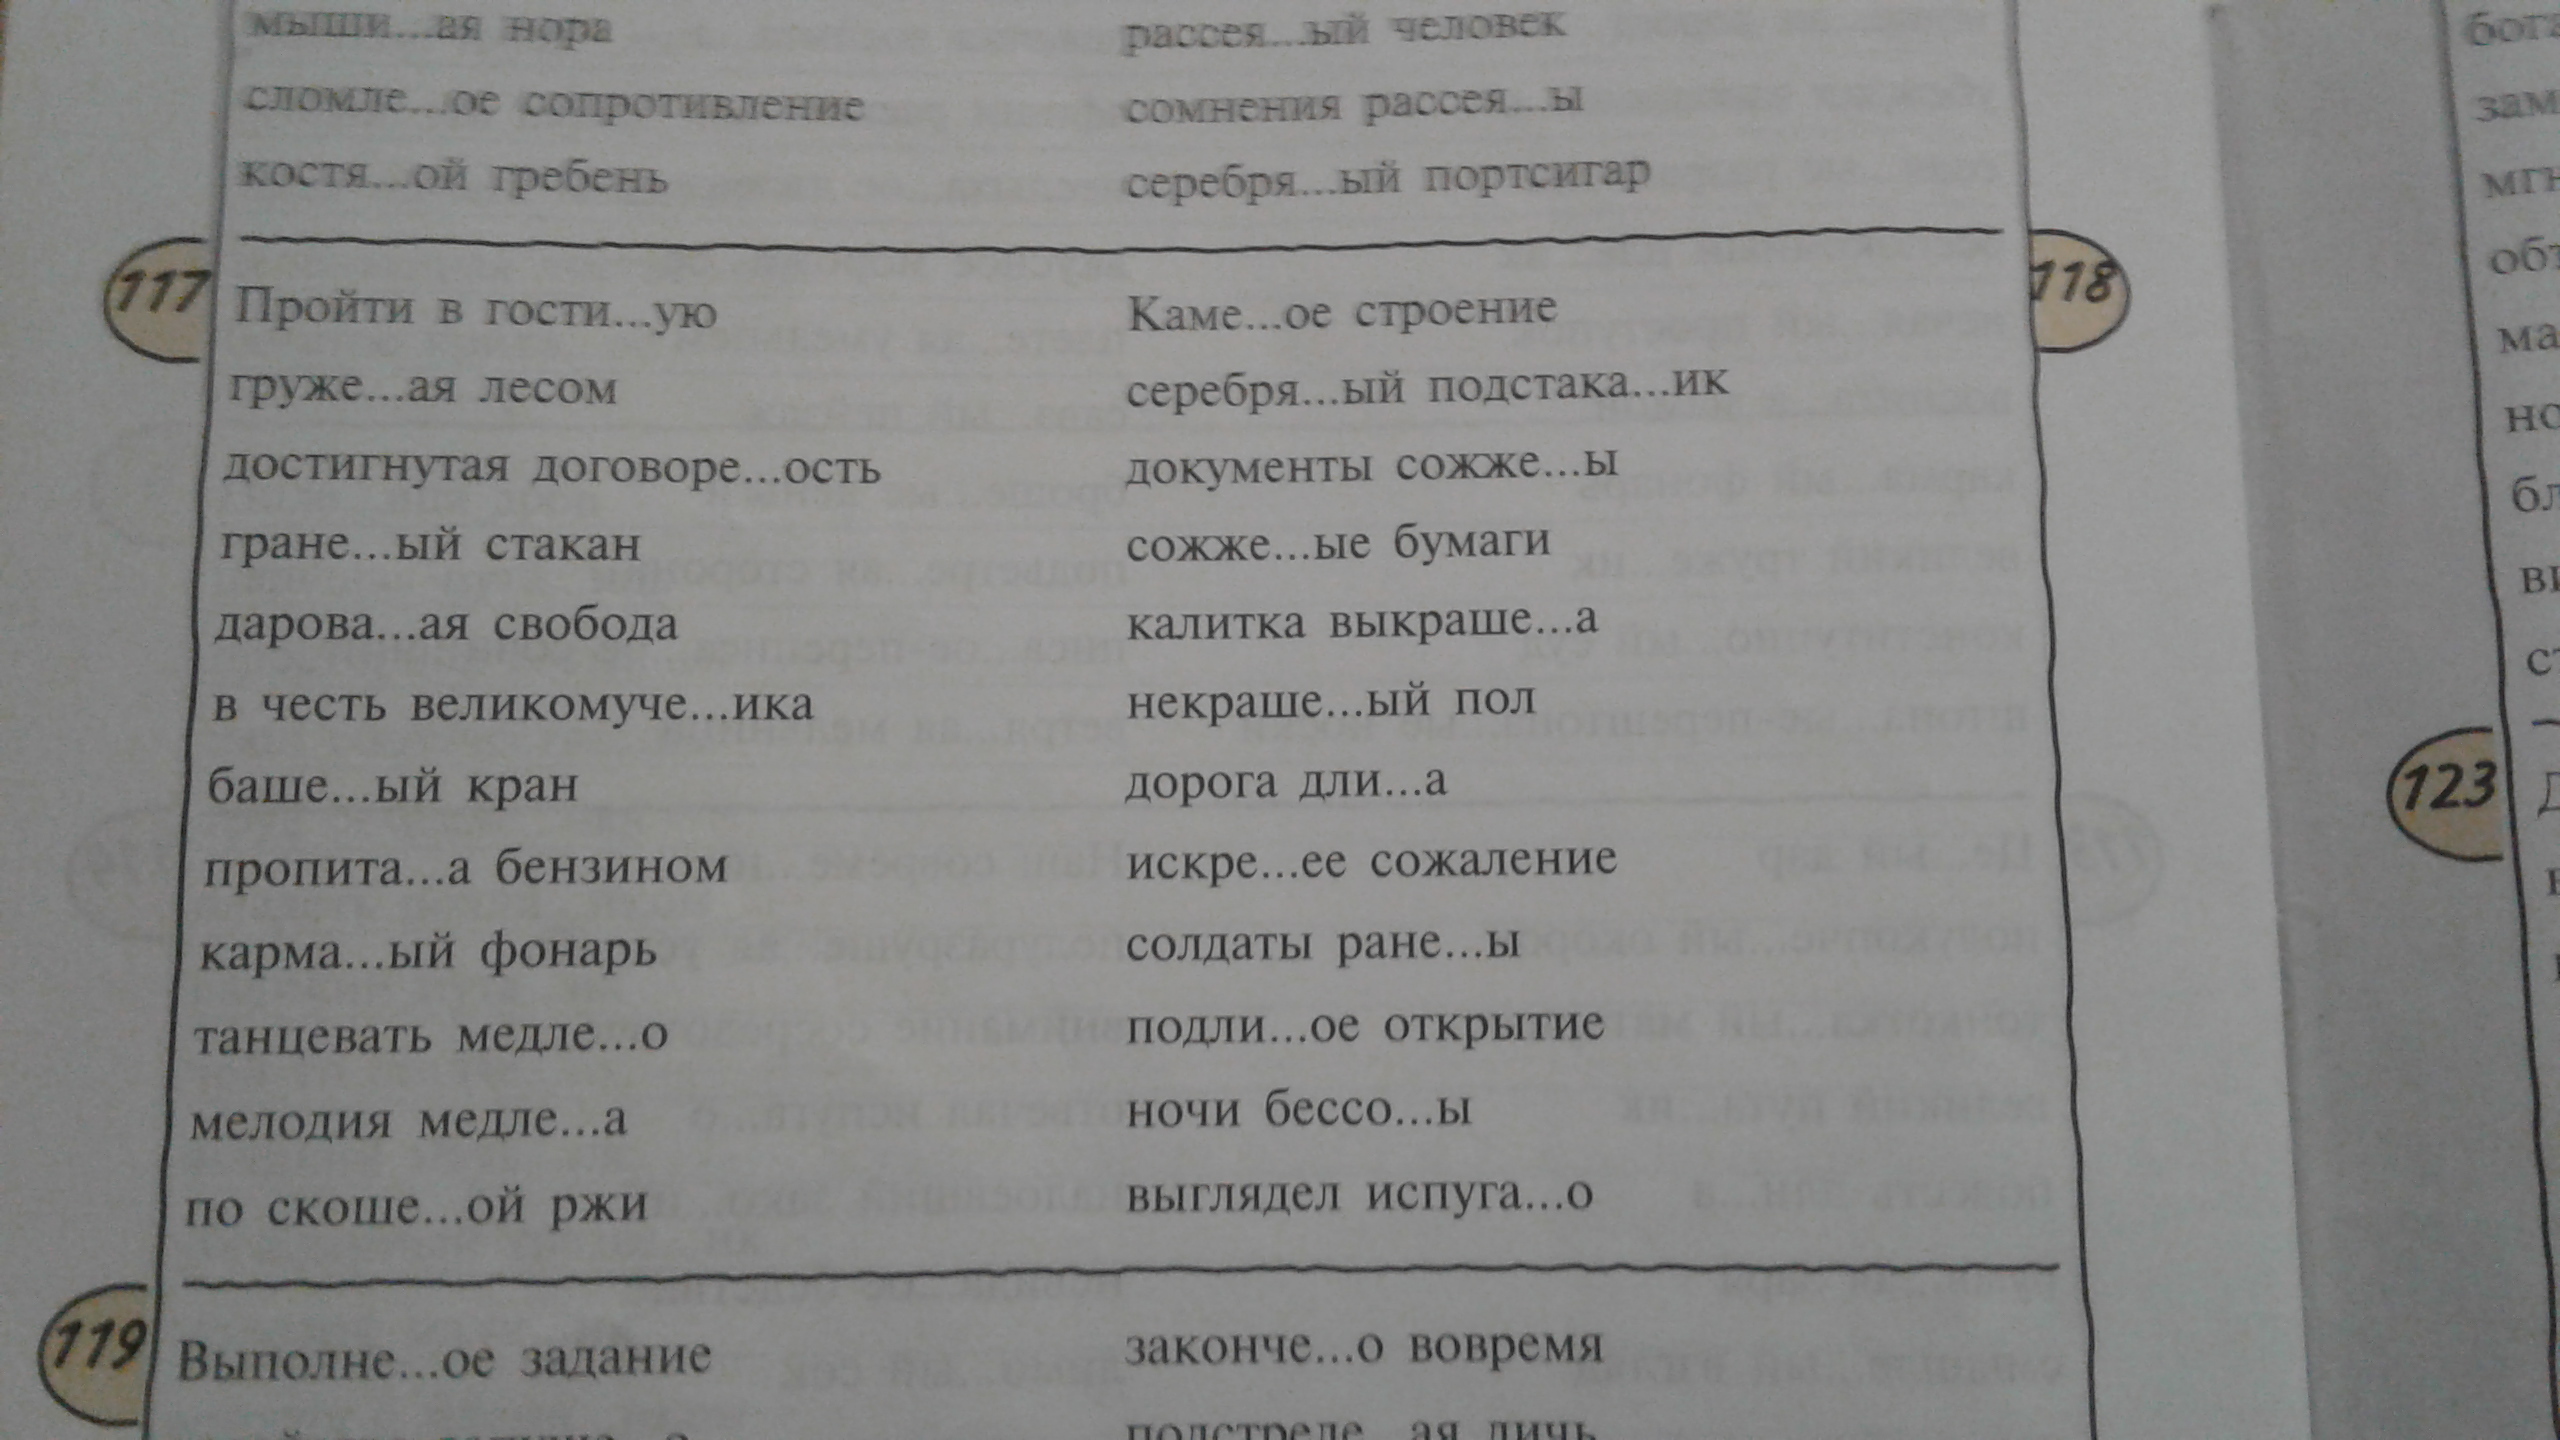 мыши...ая нора
сломле...ое сопротивление
костя...ой гребень
рассея...ый человек
сомнения рассея...ы
серебря...ый портсигар
117
Пройти в гости...ую
груже...ая лесом
достигнутая договоре...ость
гране...ый стакан
дарова...ая свобода
в честь великомуче...ика
баше...ый кран
пропита...а бензином
карма...ый фонарь
танцевать медле...о
мелодия медле...а
по скоше...ой ржи
118
Каме...ое строение
серебря...ый подстака...ик
документы сожже...ы
сожже...ые бумаги
калитка выкраше...а
некраше...ый пол
дорога дли...а
искре...ее сожаление
солдаты ране...ы
подли...ое открытие
ночи бессо...ы
выглядел испуга...о
119
Выполне...ое задание
законче...о вовремя
подстреле...ая дичь
123